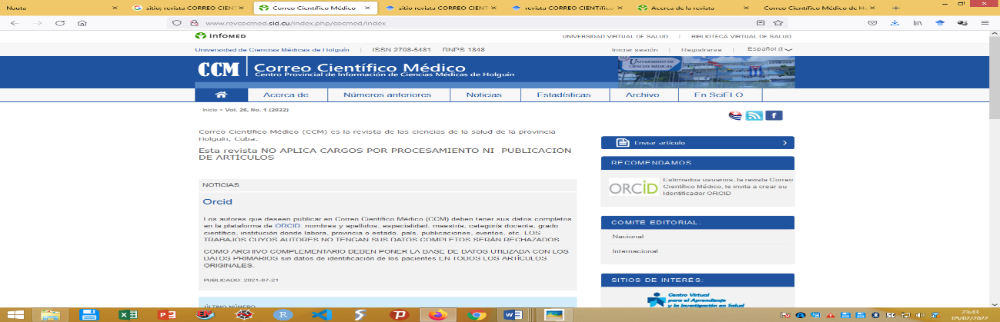 Nauta
sitio; revista CORREO CIENT
Correo Científico Médico
sitio revista CORREO CIENT
revista CORREO CIENTífico
Acerca de la revista
Correo Científico Médico de H
www.revcocmed.sld.cu/index.php/cocmed/index
infoMED
UNIVERSIDAD VIRTUAL DE SALUD | BIBLIOTECA VIRTUAL DE SALUD
Universidad de Ciencias Médicas de Holguín | ISSN 2708-5481 RNPS 1848
Iniciar sesión | Registrarse | Español (E
CCM Correo Científico Médico
Centro Provincial de Información de Ciencias Médicas de Holguín
UNIVERSIDAD DE
CIENCIAS MÉDICAS
Acerca de Números anteriores Noticias Estadísticas Archivo En SciELO
Inicio > Vol. 26, No. 1 (2022)
Correo Científico Médico (CCM) es la revista de las ciencias de la salud de la provincia
Holguín, Cuba.
Esta revista NO APLICA CARGOS POR PROCESAMIENTO NI PUBLICACIÓN
DE ARTÍCULOS
NOTICIAS
Orcid
Los autores que deseen publicar en Correo Científico Médico (CCM) deben tener sus datos completos
en la plataforma de ORCID: nombres y apellidos, especialidad, maestría, categoría docente, grado
científico, institución donde labora, provincia o estado, país, publicaciones, eventos, etc. LOS
TRABAJOS CUYOS AUTORES NO TENGAN SUS DATOS COMPLETOS SERÁN RECHAZADOS
COMO ARCHIVO COMPLEMENTARIO DEBEN PONER LA BASE DE DATOS UTILIZADA CON LOS
DATOS PRIMARIOS sin datos de identificación de los pacientes EN TODOS LOS ARTÍCULOS
ORIGINALES.
PUBLICADO: 2021-07-21
ÚLTIMO NÚMERO
Enviar artículo
RECOMENDAMOS
ORCID
Estimados usuarios, la revista Correo
Científico Médico, le invita a crear su
Identificador ORCID
COMITÉ EDITORIAL:
Nacional
Internacional
SITIOS DE INTERÉS:
Centro Virtual
para el Aprendizaje
y la Investigación en Salud
23:43
05/02/2022